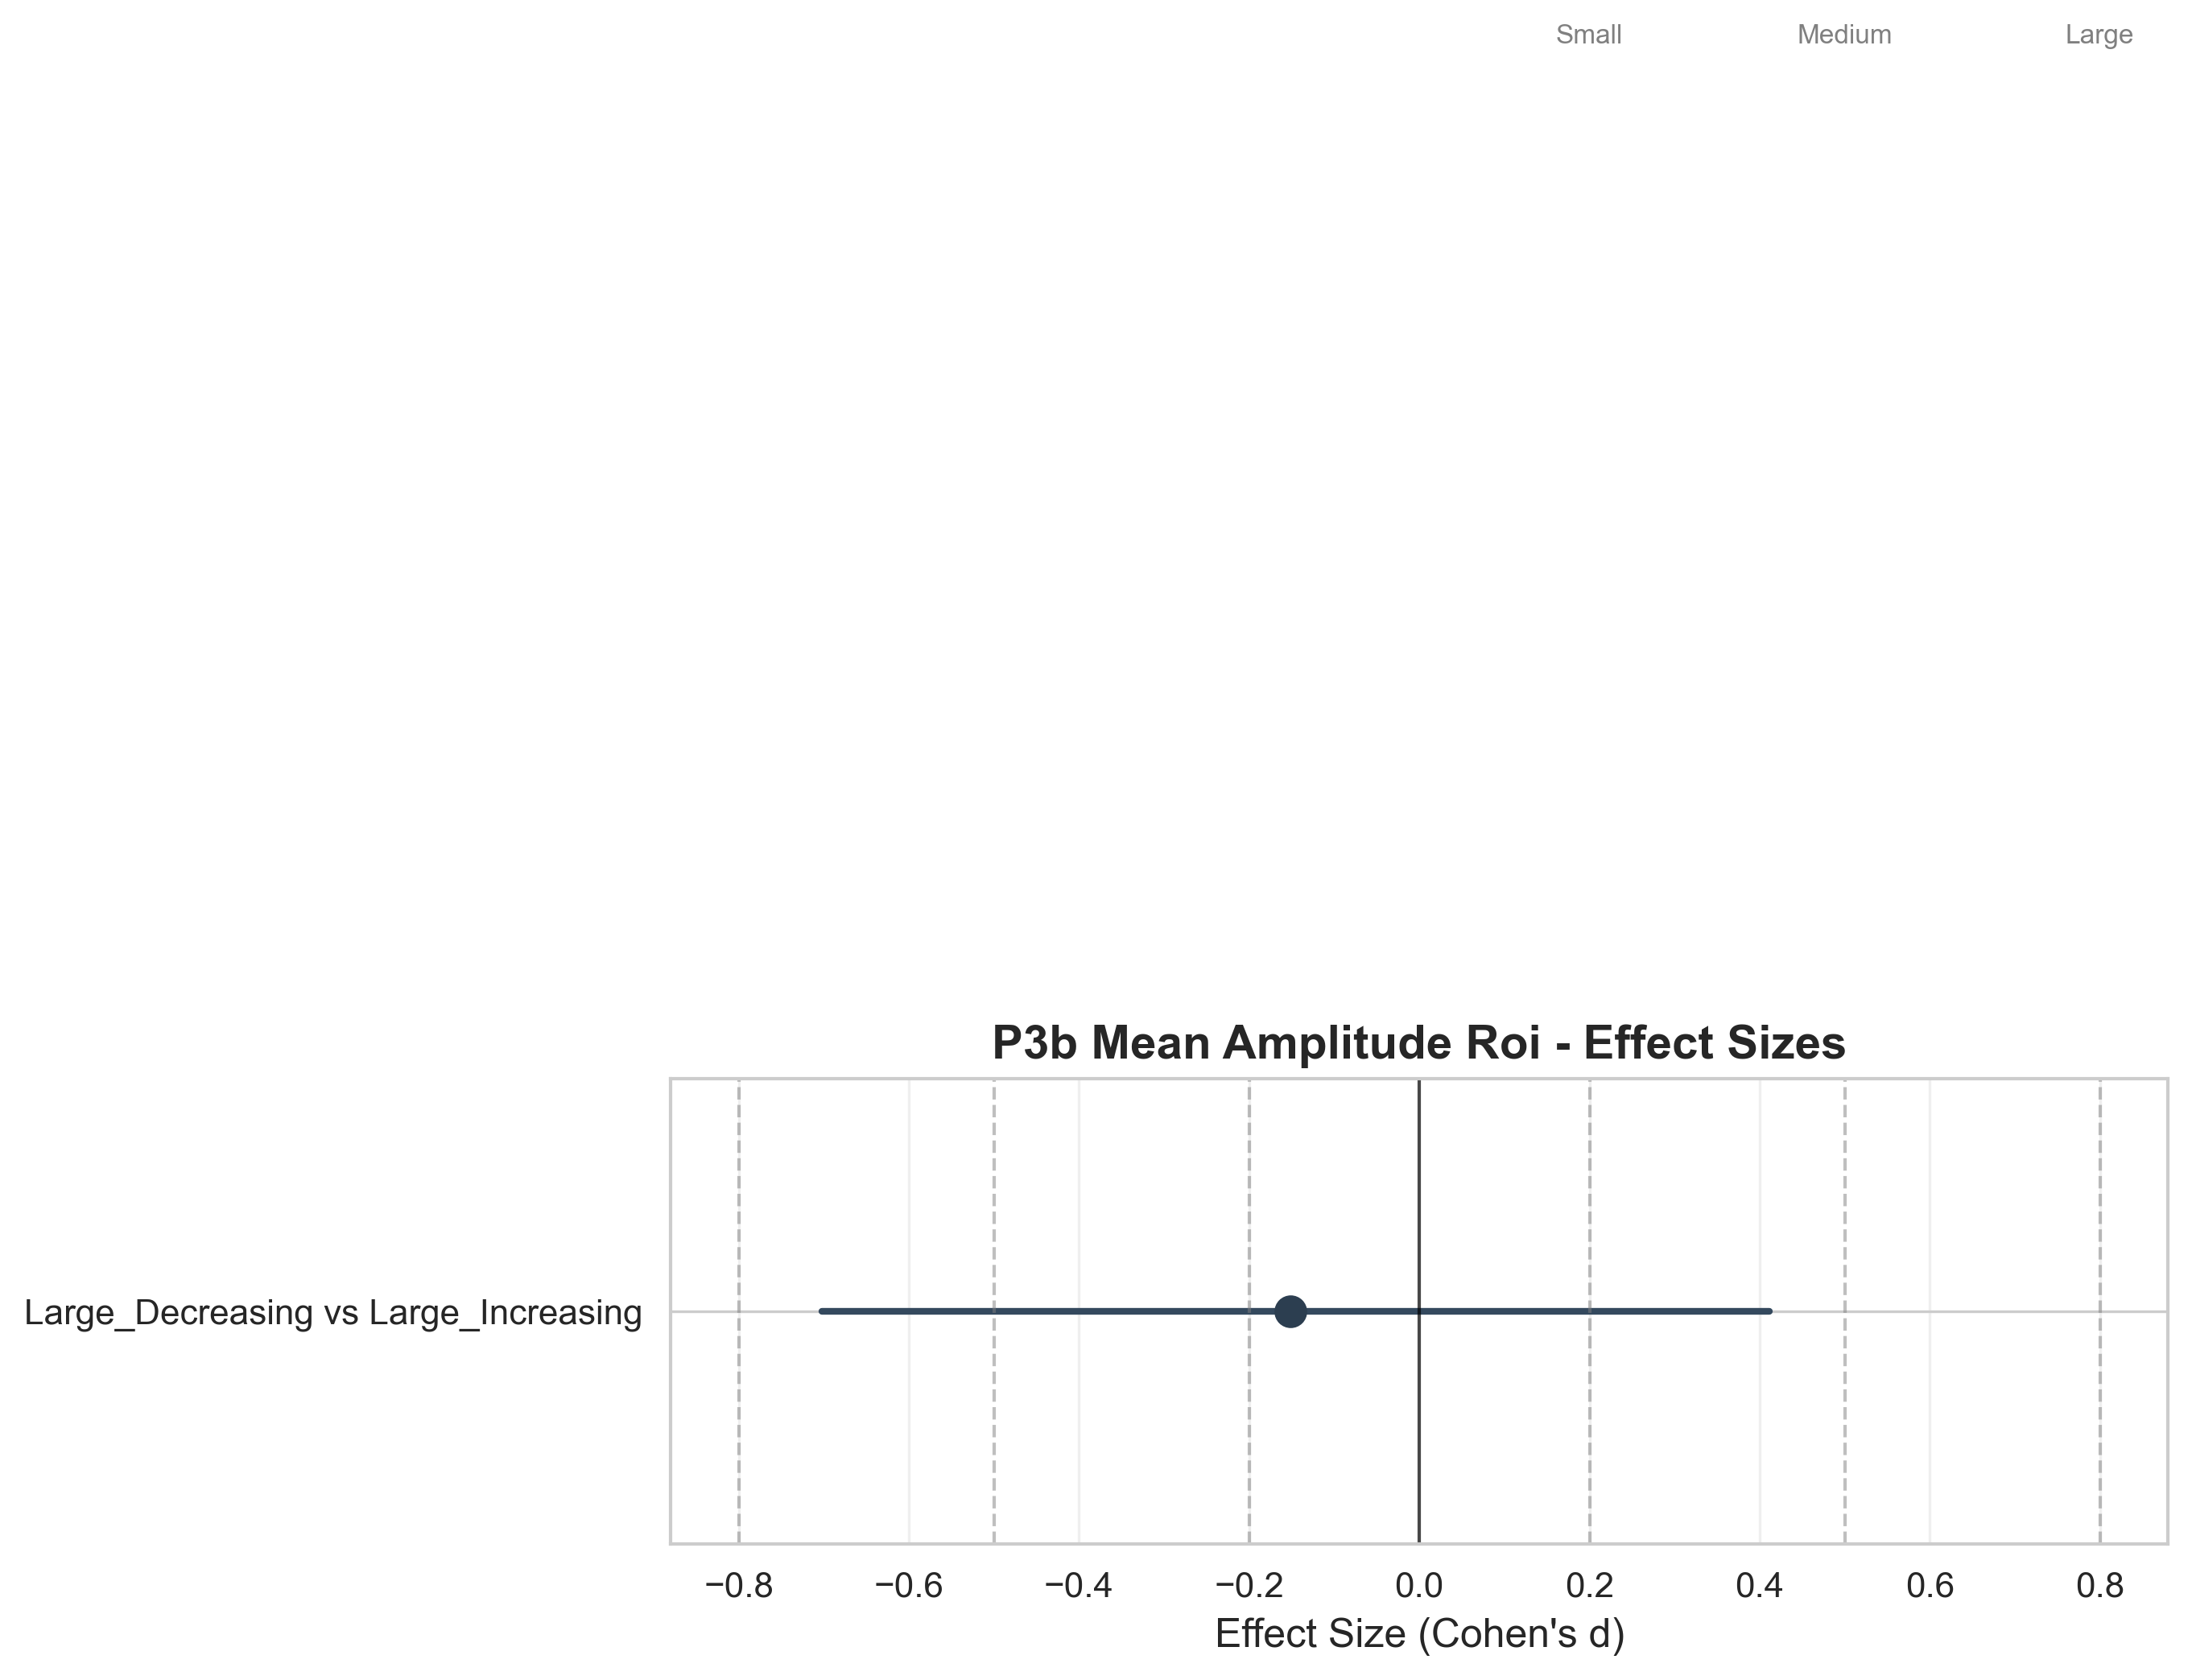 Small Medium Large
P3b Mean Amplitude Roi - Effect Sizes
Large_Decreasing vs Large_Increasing
−0.8 −0.6 −0.4 −0.2 0.0 0.2 0.4 0.6 0.8
Effect Size (Cohen's d)